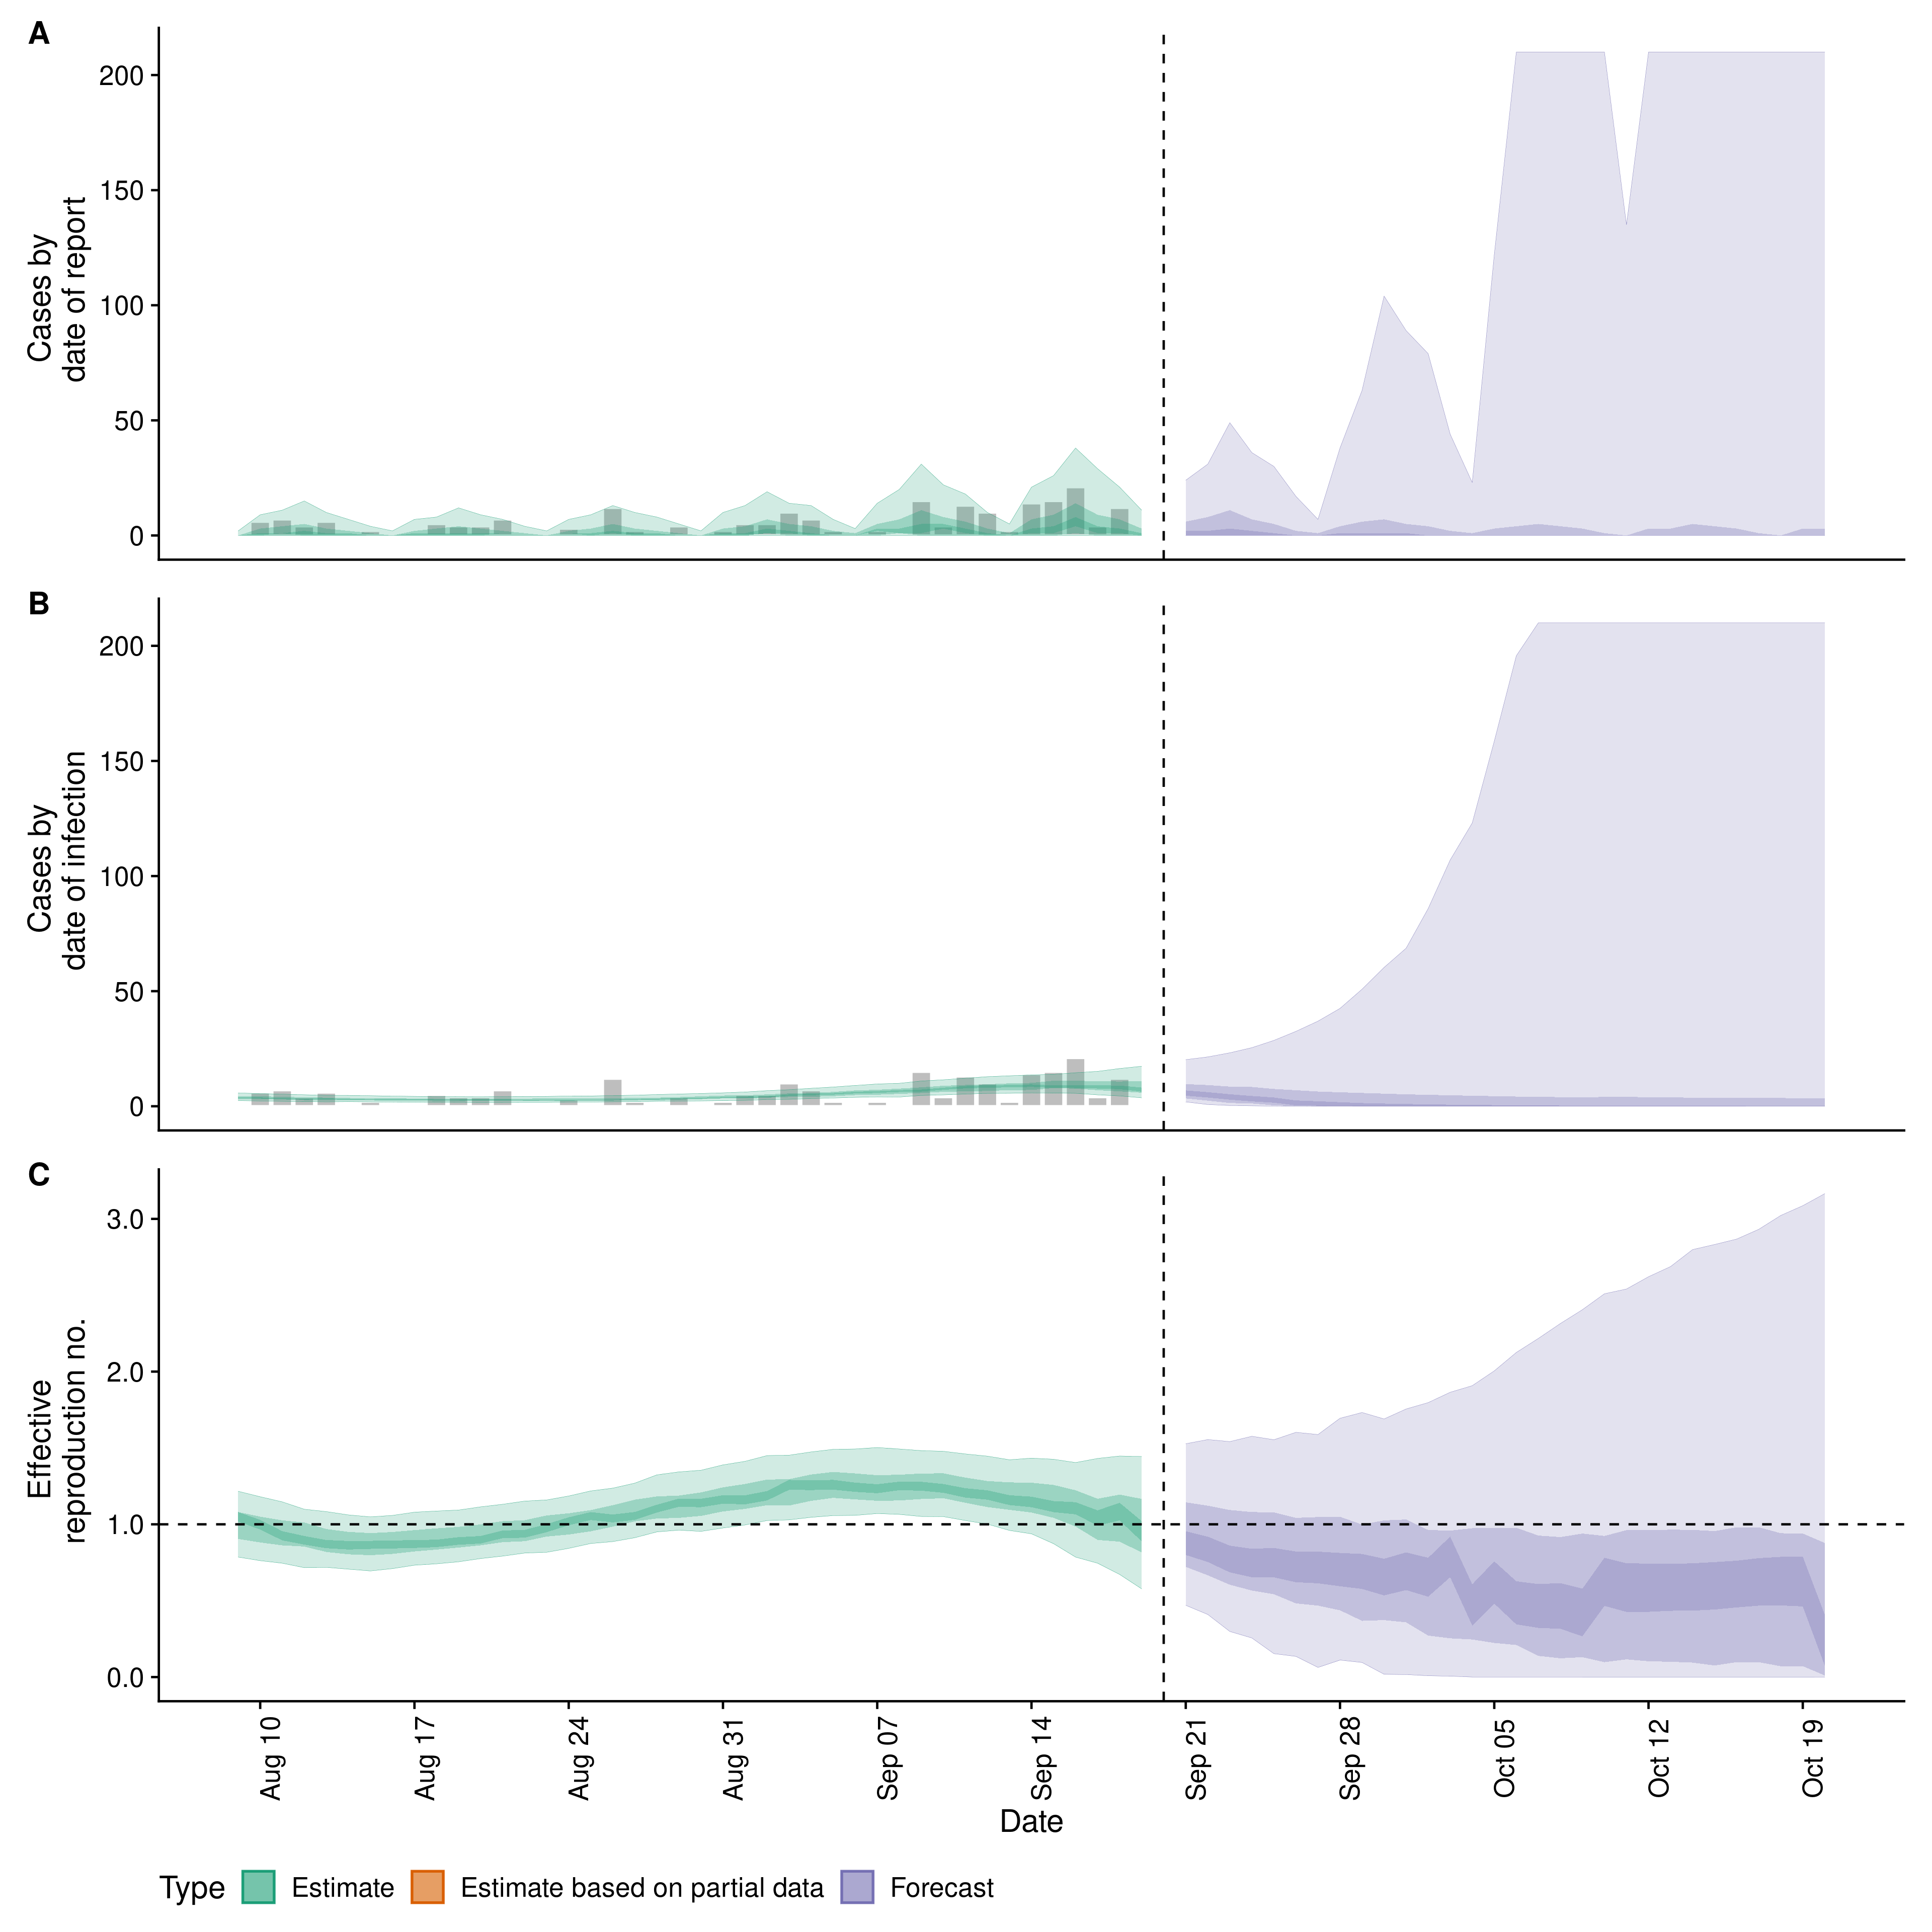 A
Cases by
date of report
200
150
100
50
0
B
Cases by
date of infection
200
150
100
50
0
C
Effective
reproduction no.
3.0
2.0
1.0
0.0
Aug 10
Aug 17
Aug 24
Aug 31
Sep 07
Sep 14
Sep 21
Sep 28
Oct 05
Oct 12
Oct 19
Date
Type Estimate Estimate based on partial data Forecast